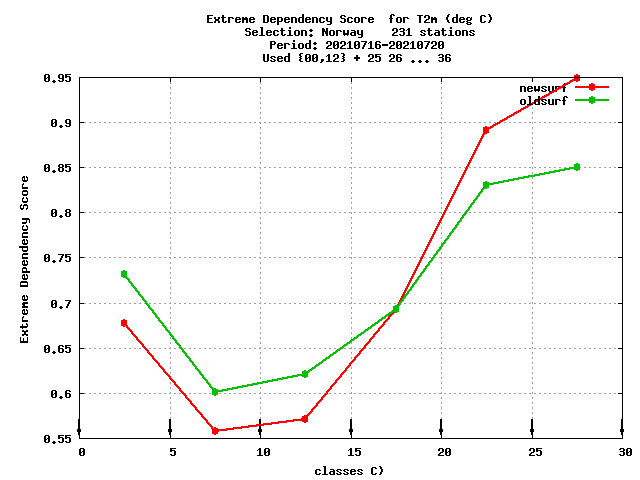 Extreme Dependency Score  for T2m (deg C)
Selection: Norway    231 stations
Period: 20210716-20210720
Used {00,12} + 25 26 ... 36
0.95
0.9
0.85
0.8
0.75
0.7
0.65
0.6
0.55
Extreme Dependency Score
newsurf
oldsurf
0 5 10 15 20 25 30
classes C)